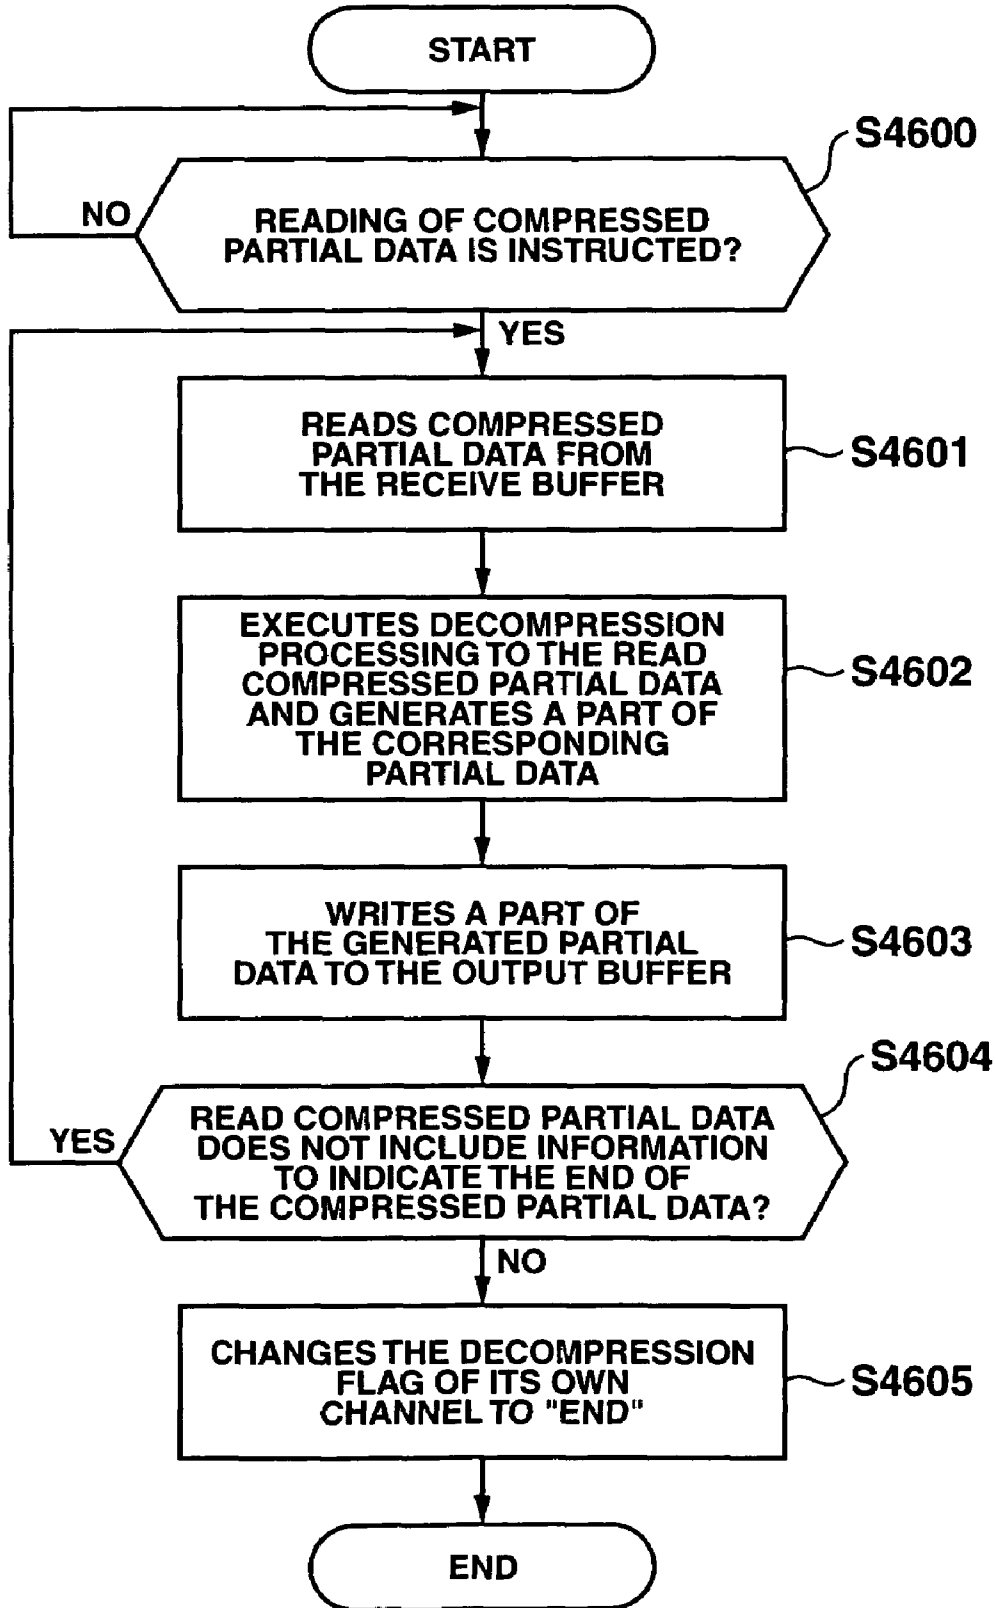 START
S4600
NO
READING OF COMPRESSED
PARTIAL DATA IS INSTRUCTED?
YES
READS COMPRESSED
PARTIAL DATA FROM
THE RECEIVE BUFFER
S4601
EXECUTES DECOMPRESSION
PROCESSING TO THE READ
COMPRESSED PARTIAL DATA
AND GENERATES A PART OF
THE CORRESPONDING
PARTIAL DATA
S4602
WRITES A PART OF
THE GENERATED PARTIAL
DATA TO THE OUTPUT BUFFER
S4603
S4604
YES
READ COMPRESSED PARTIAL DATA
DOES NOT INCLUDE INFORMATION
TO INDICATE THE END OF
THE COMPRESSED PARTIAL DATA?
NO
CHANGES THE DECOMPRESSION
FLAG OF ITS OWN
CHANNEL TO "END"
S4605
END